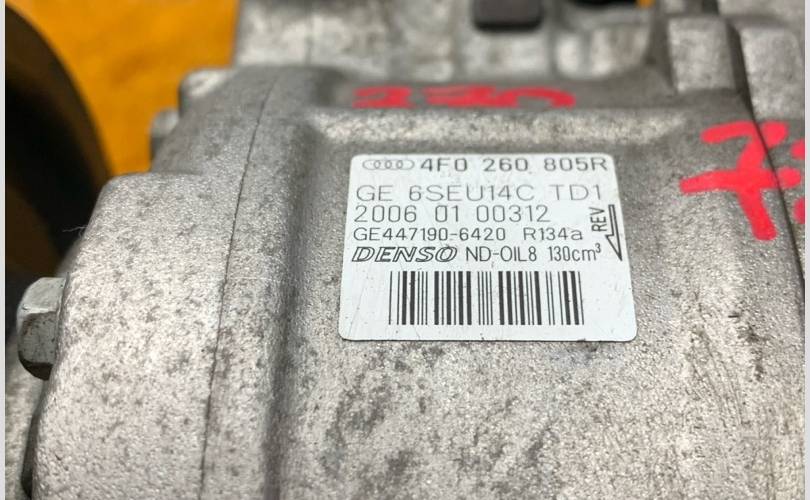 4F0 260 805R
GE 6SEU14C TD1
2006 01 00312
GE447190-6420 R134a
DENSO ND-OIL8 130cm³
REV